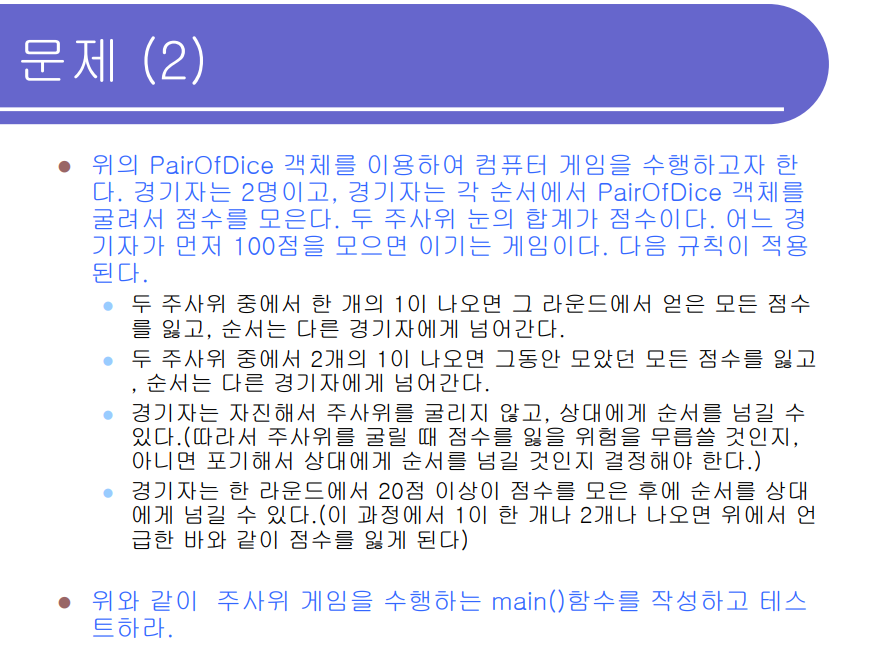 문제 (2)
위의 PairOfDice 객체를 이용하여 컴퓨터 게임을 수행하고자 한
다. 경기자는 2명이고, 경기자는 각 순서에서 PairOfDice 객체를
굴려서 점수를 모은다. 두 주사위 눈의 합계가 점수이다. 어느 경
기자가 먼저 100점을 모으면 이기는 게임이다. 다음 규칙이 적용
된다.
두 주사위 중에서 한 개의 1이 나오면 그 라운드에서 얻은 모든 점수
를 잃고, 순서는 다른 경기자에게 넘어간다.
두 주사위 중에서 2개의 1이 나오면 그동안 모았던 모든 점수를 잃고
, 순서는 다른 경기자에게 넘어간다.
경기자는 자진해서 주사위를 굴리지 않고, 상대에게 순서를 넘길 수
있다.(따라서 주사위를 굴릴 때 점수를 잃을 위험을 무릅쓸 것인지,
아니면 포기해서 상대에게 순서를 넘길 것인지 결정해야 한다.)
경기자는 한 라운드에서 20점 이상이 점수를 모은 후에 순서를 상대
에게 넘길 수 있다.(이 과정에서 1이 한 개나 2개나 나오면 위에서 언
급한 바와 같이 점수를 잃게 된다)
위와 같이 주사위 게임을 수행하는 main()함수를 작성하고 테스
트하라.